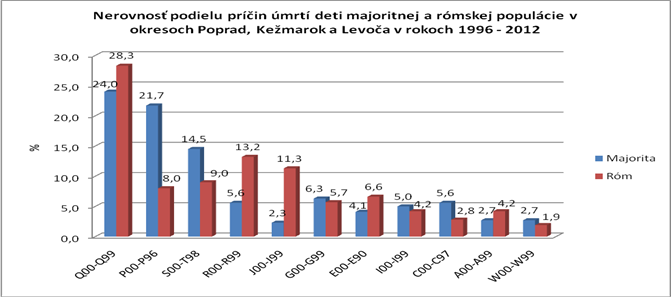 Nerovnosť podielu príčin úmrtí deti majoritnej a rómskej populácie v
okresoch Poprad, Kežmarok a Levoča v rokoch 1996 - 2012
%
30,0
25,0
20,0
15,0
10,0
5,0
0,0
24,0
28,3
21,7
8,0
14,5
9,0
5,6
13,2
2,3
11,3
6,3
5,7
4,1
6,6
5,0
4,2
5,6
2,8
2,7
4,2
2,7
1,9
Q00-Q99
P00-P96
S00-T98
R00-R99
J00-J99
G00-G99
E00-E90
I00-I99
C00-C97
A00-A99
W00-W99
Majorita
Róm